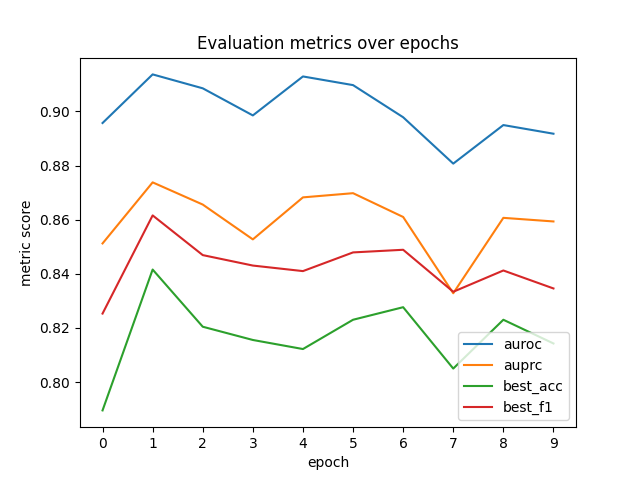 Evaluation metrics over epochs
metric score
0.90
0.88
0.86
0.84
0.82
0.80
auroc
auprc
best_acc
best_f1
0 1 2 3 4 5 6 7 8 9
epoch